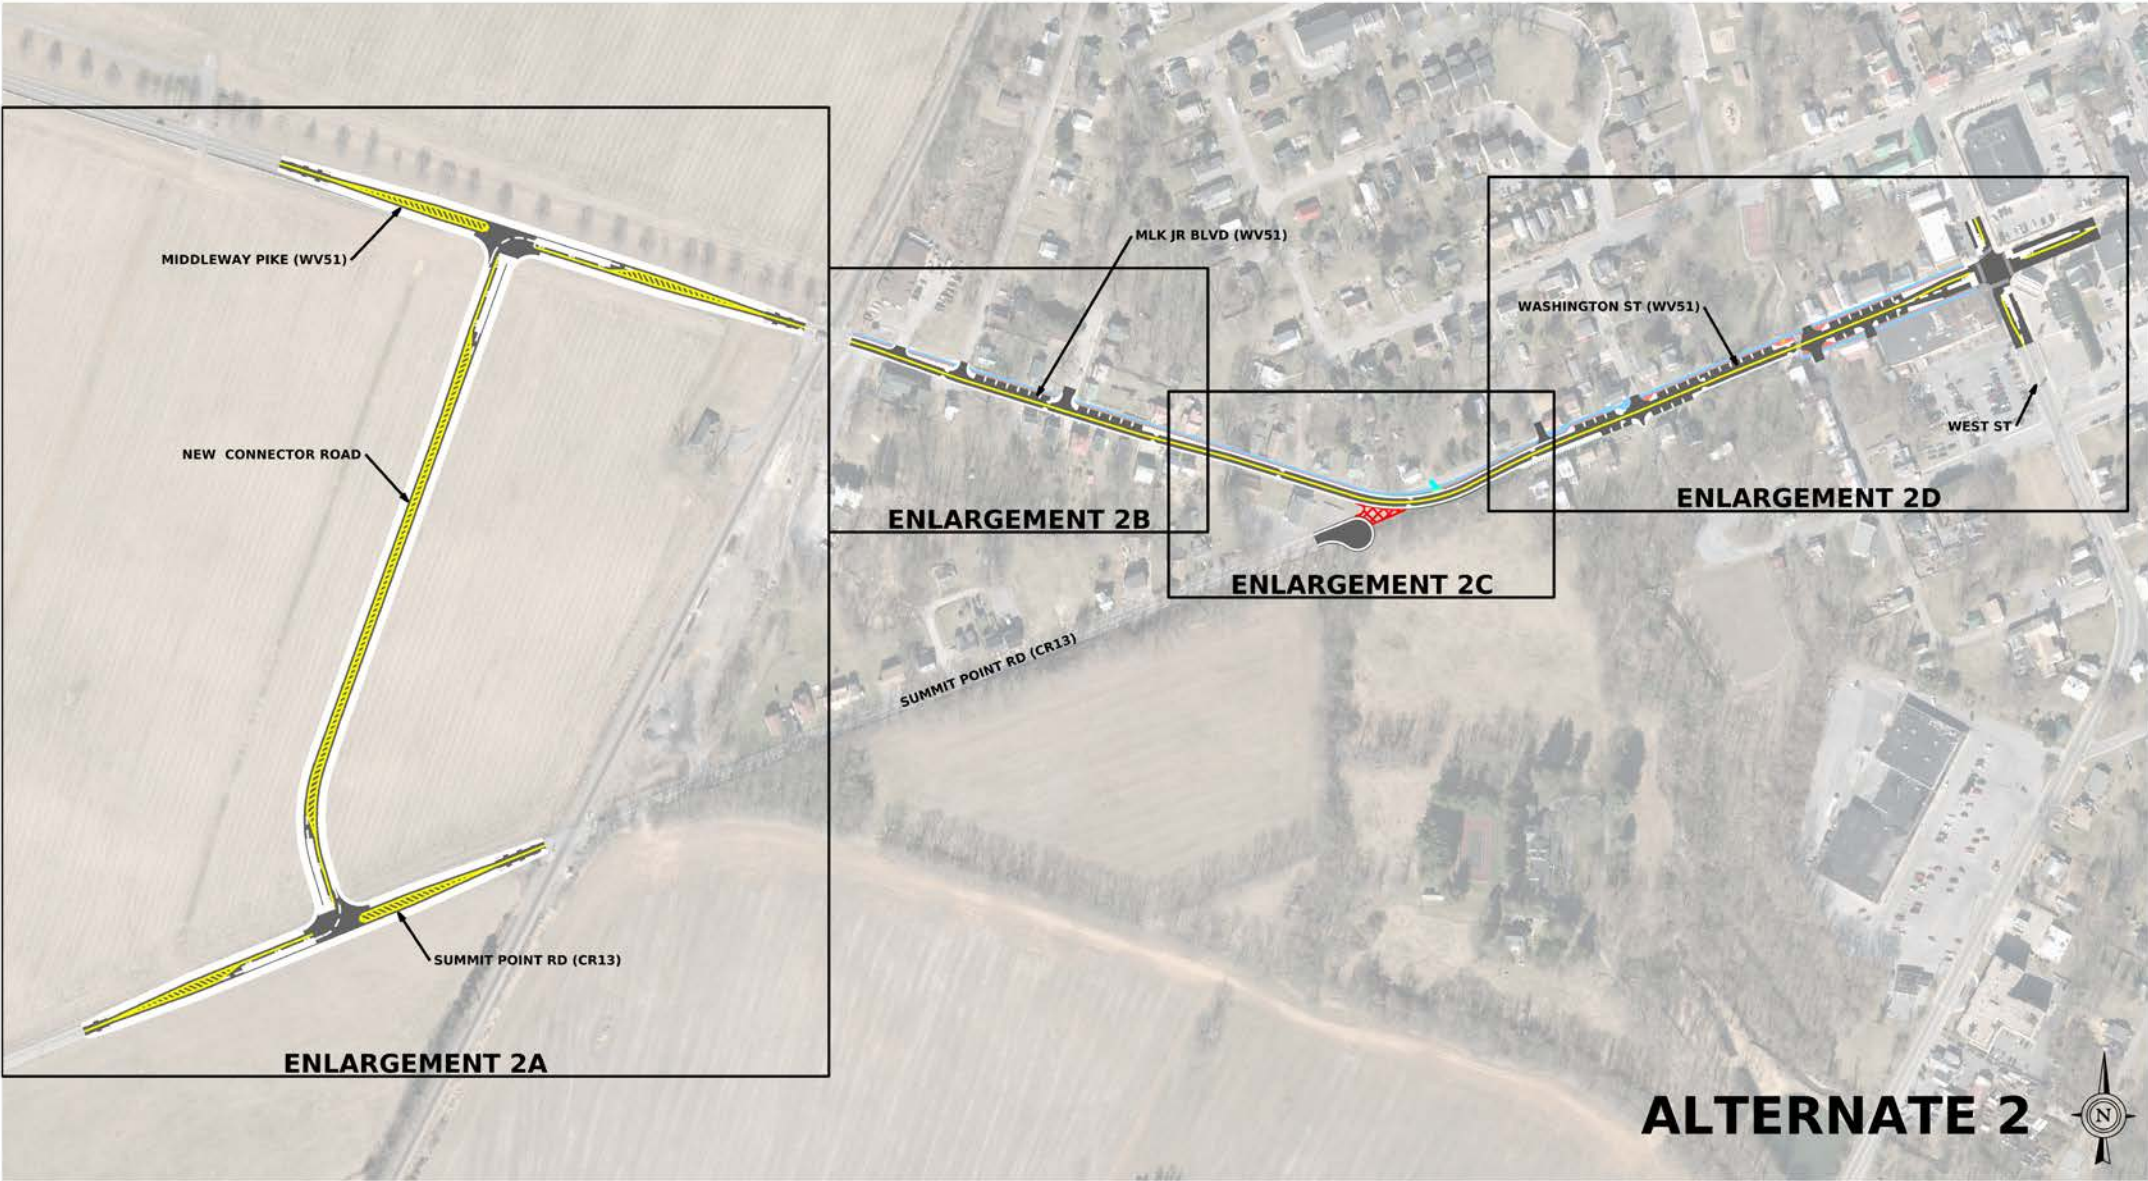 MIDDLEWAY PIKE (WV51)
MLK JR BLVD (WV51)
WASHINGTON ST (WV51)
WEST ST
NEW CONNECTOR ROAD
ENLARGEMENT 2B
ENLARGEMENT 2D
ENLARGEMENT 2C
SUMMIT POINT RD (CR13)
SUMMIT POINT RD (CR13)
ENLARGEMENT 2A
ALTERNATE 2
N